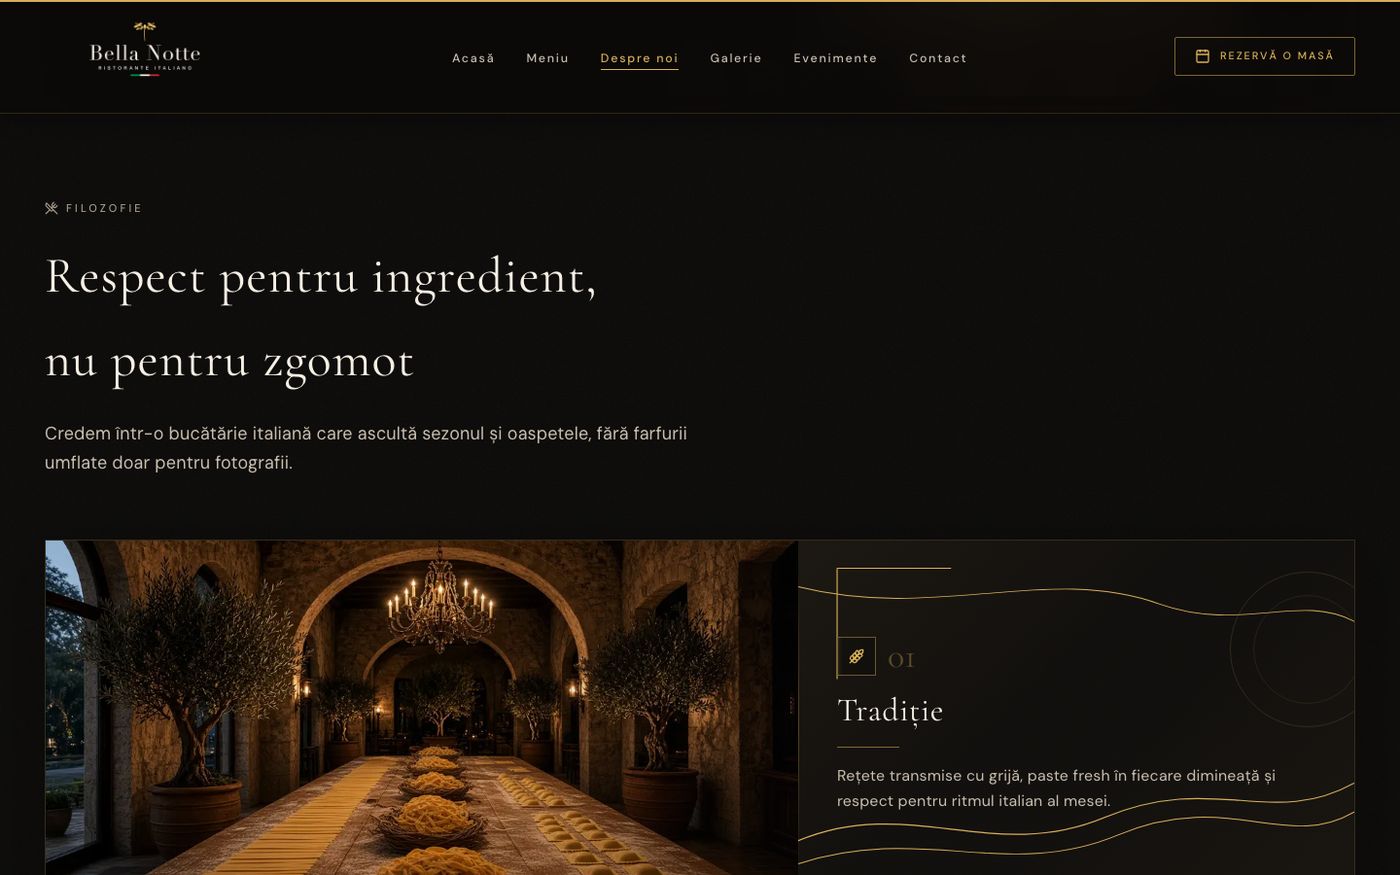 Bella Notte
RISTORANTE ITALIANO
Acasă
Meniu
Despre noi
Galerie
Evenimente
Contact
REZERVĂ O MASĂ
FILOZOFIE
Respect pentru ingredient,
nu pentru zgomot
Credem într-o bucătărie italiană care ascultă sezonul și oaspetele, fără farfurii
umflate doar pentru fotografii.
01
Tradiție
Rețete transmise cu grijă, paste fresh în fiecare dimineață și
respect pentru ritmul italian al mesei.